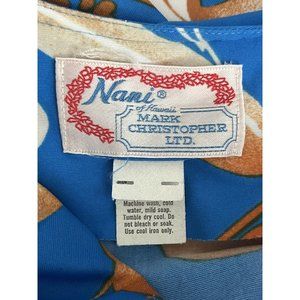 Nani®
of Hawaii
MARK
CHRISTOPHER
LTD.
Machine wash, cold
water, mild soap.
Tumble dry cool. Do
not bleach or soak.
Use cool iron only.